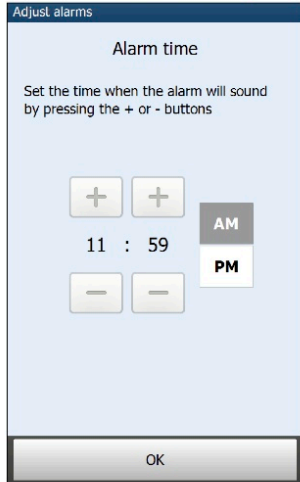 Adjust alarms
Alarm time
Set the time when the alarm will sound
by pressing the + or - buttons
+ +
11 : 59
AM
PM
- -
OK